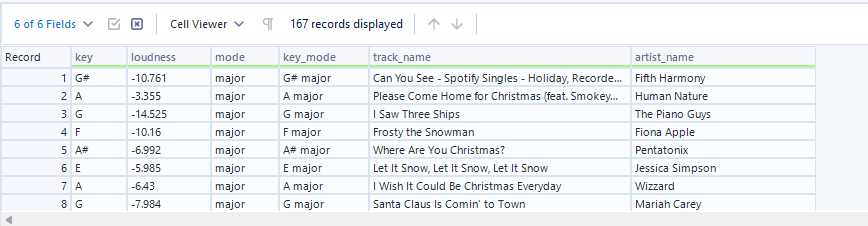 6 of 6 Fields Cell Viewer 167 records displayed
Record key loudness mode key_mode track_name artist_name
1 G# -10.761 major G# major Can You See - Spotify Singles - Holiday, Recorde... Fifth Harmony
2 A -3.355 major A major Please Come Home for Christmas (feat. Smokey... Human Nature
3 G -14.525 major G major I Saw Three Ships The Piano Guys
4 F -10.16 major F major Frosty the Snowman Fiona Apple
5 A# -6.992 major A# major Where Are You Christmas? Pentatonix
6 E -5.985 major E major Let It Snow, Let It Snow, Let It Snow Jessica Simpson
7 A -6.43 major A major I Wish It Could Be Christmas Everyday Wizzard
8 G -7.984 major G major Santa Claus Is Comin' to Town Mariah Carey